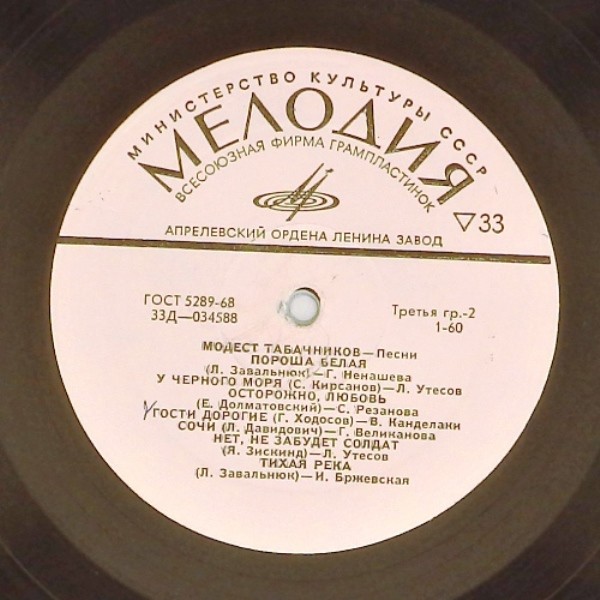 МИНИСТЕРСТВО КУЛЬТУРЫ СССР
МЕЛОДИЯ
ВСЕСОЮЗНАЯ ФИРМА ГРАМПЛАСТИНОК
▽33
АПРЕЛЕВСКИЙ ОРДЕНА ЛЕНИНА ЗАВОД
ГОСТ 5289-68
33Д—034588
Третья гр.-2
1-60
МОДЕСТ ТАБАЧНИКОВ—Песни
ПОРОША БЕЛАЯ
(Л. Завальнюк)—Г. Ненашева
У ЧЕРНОГО МОРЯ (С. Кирсанов)—Л. Утесов
ОСТОРОЖНО, ЛЮБОВЬ
(Е. Долматовский)—С. Резанова
ГОСТИ ДОРОГИЕ (Г. Ходосов)—В. Канделаки
СОЧИ (Л. Давидович)—Г. Великанова
НЕТ, НЕ ЗАБУДЕТ СОЛДАТ
(Я. Зискинд)—Л. Утесов
ТИХАЯ РЕКА
(Л. Завальнюк)—И. Бржевская